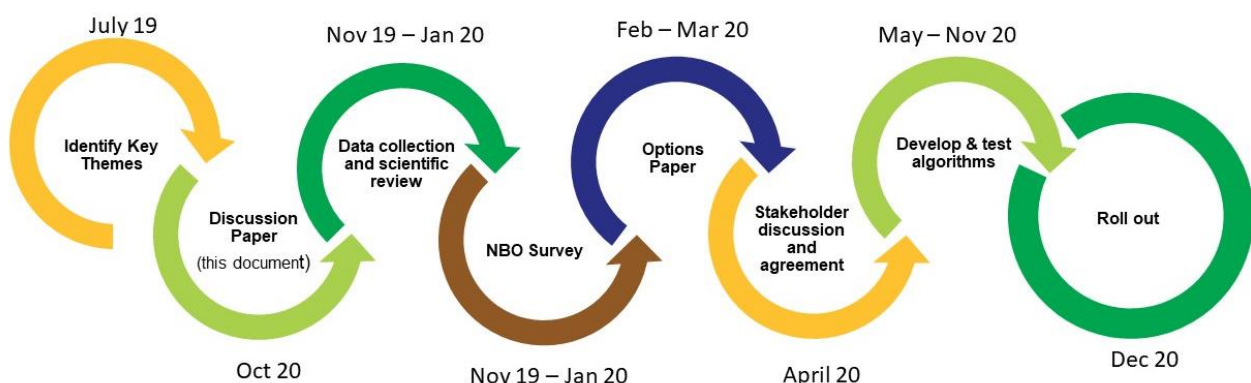 July 19
Nov 19 – Jan 20
Feb – Mar 20
May – Nov 20
Identify Key
Themes
Discussion
Paper
(this document)
Data collection
and scientific
review
NBO Survey
Options
Paper
Stakeholder
discussion
and
agreement
Develop & test
algorithms
Roll out
Oct 20
Nov 19 – Jan 20
April 20
Dec 20